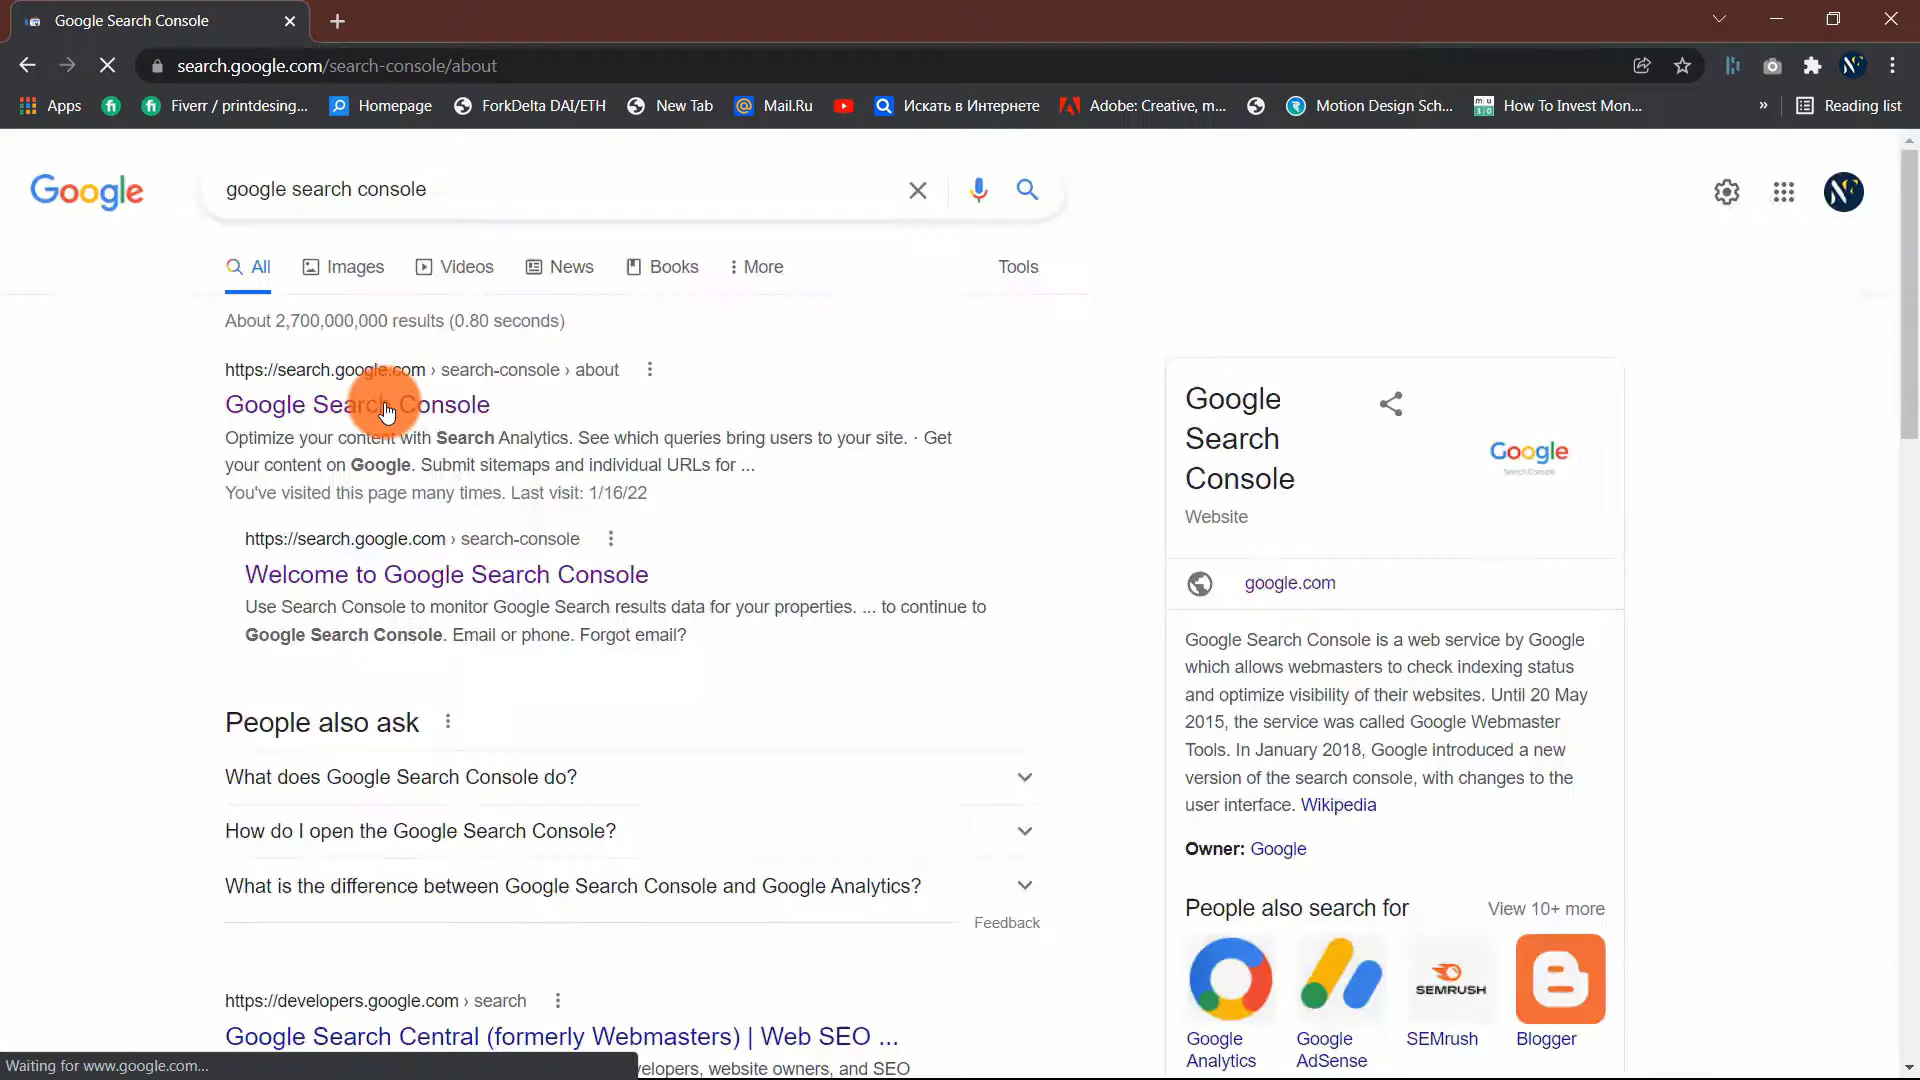 Google Search Console
search.google.com/search-console/about
Apps
Fiverr / printdesing...
Homepage
ForkDelta DAI/ETH
New Tab
Mail.Ru
Искать в Интернете
Adobe: Creative, m...
Motion Design Sch...
How To Invest Mon...
»
Reading list
Google
google search console
All
Images
Videos
News
Books
More
Tools
About 2,700,000,000 results (0.80 seconds)
https://search.google.com › search-console › about
Google Search Console
Optimize your content with Search Analytics. See which queries bring users to your site. · Get
your content on Google. Submit sitemaps and individual URLs for ...
You've visited this page many times. Last visit: 1/16/22
https://search.google.com › search-console
Welcome to Google Search Console
Use Search Console to monitor Google Search results data for your properties. ... to continue to
Google Search Console. Email or phone. Forgot email?
People also ask
What does Google Search Console do?
How do I open the Google Search Console?
What is the difference between Google Search Console and Google Analytics?
Feedback
https://developers.google.com › search
Google Search Central (formerly Webmasters) | Web SEO ...
velopers, website owners, and SEO
Waiting for www.google.com...
Google
Search
Console
Website
Google
Search Console
google.com
Google Search Console is a web service by Google
which allows webmasters to check indexing status
and optimize visibility of their websites. Until 20 May
2015, the service was called Google Webmaster
Tools. In January 2018, Google introduced a new
version of the search console, with changes to the
user interface. Wikipedia
Owner: Google
People also search for
View 10+ more
SEMRUSH
Google
Analytics
Google
AdSense
SEMrush
Blogger